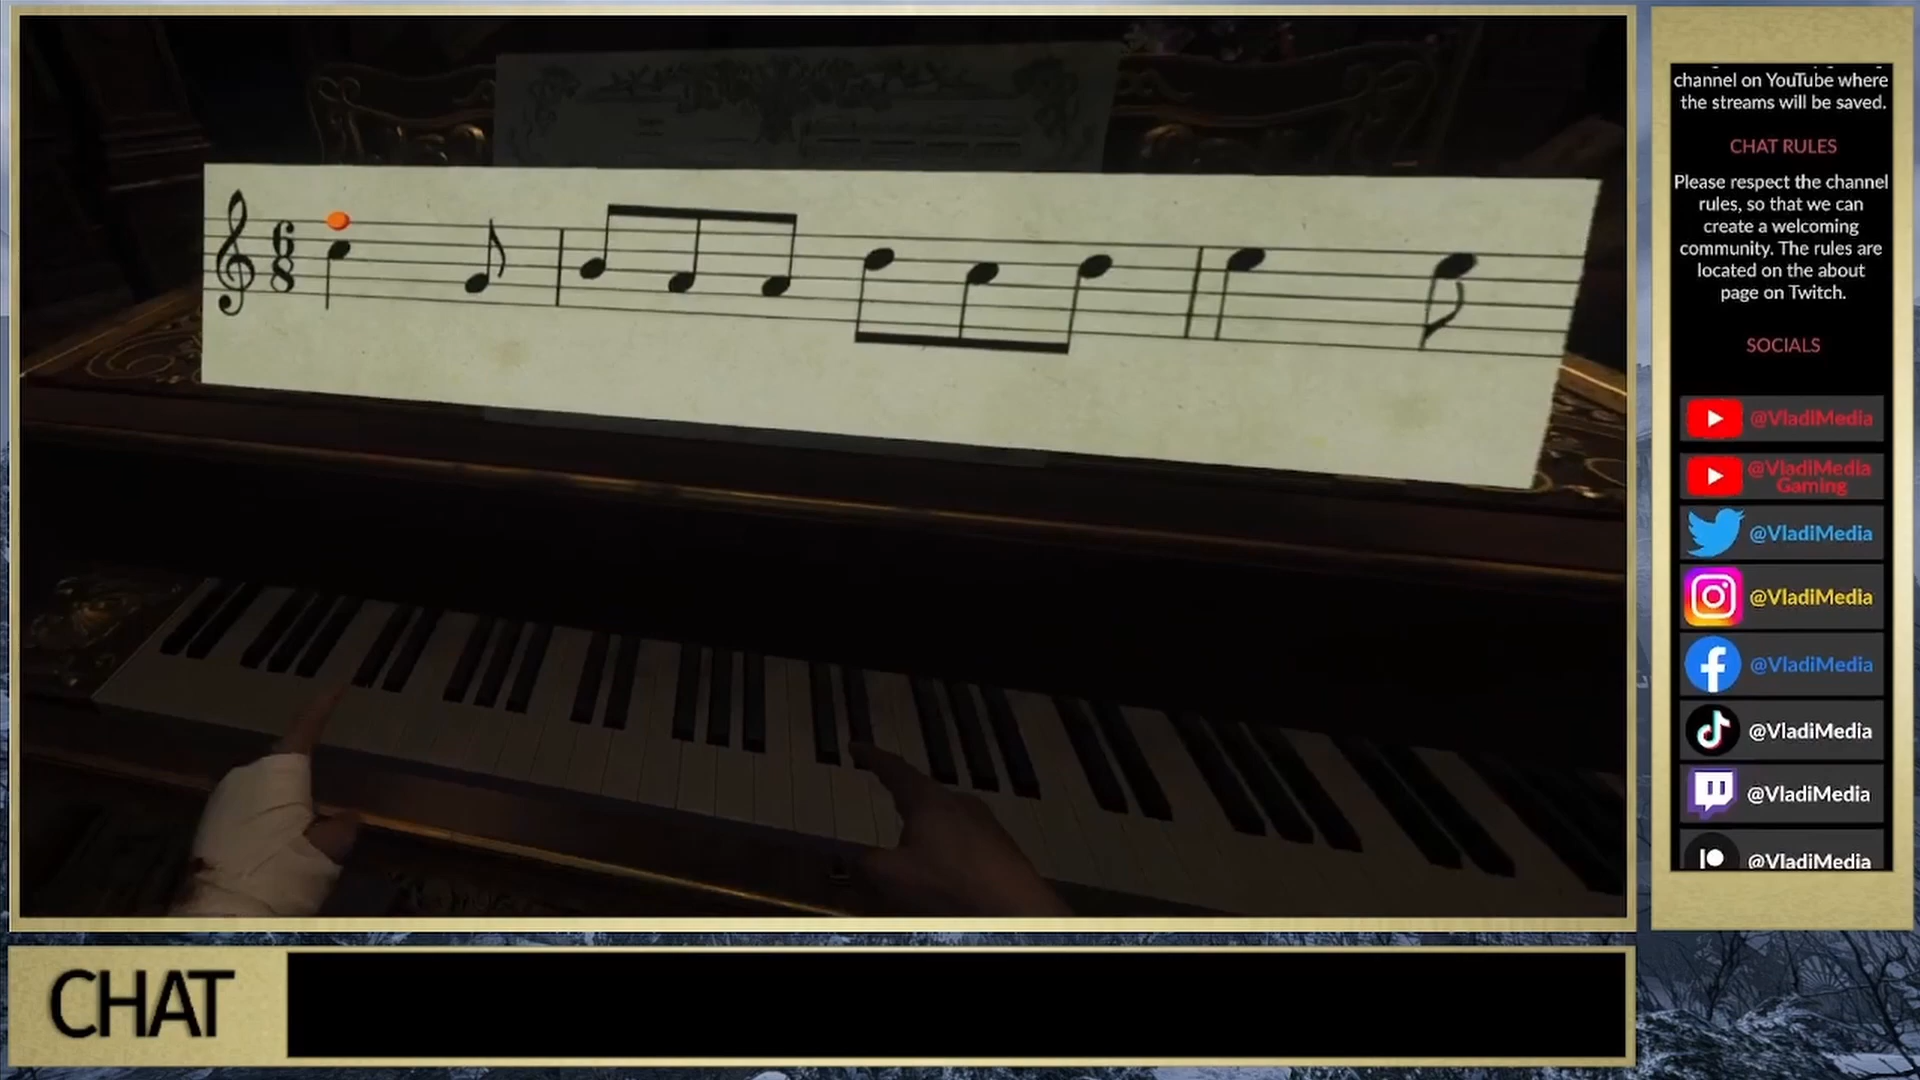 6
8
channel on YouTube where
the streams will be saved.
CHAT RULES
Please respect the channel
rules, so that we can
create a welcoming
community. The rules are
located on the about
page on Twitch.
SOCIALS
@VladiMedia
@VladiMedia
Gaming
@VladiMedia
@VladiMedia
@VladiMedia
@VladiMedia
@VladiMedia
@VladiMedia
CHAT